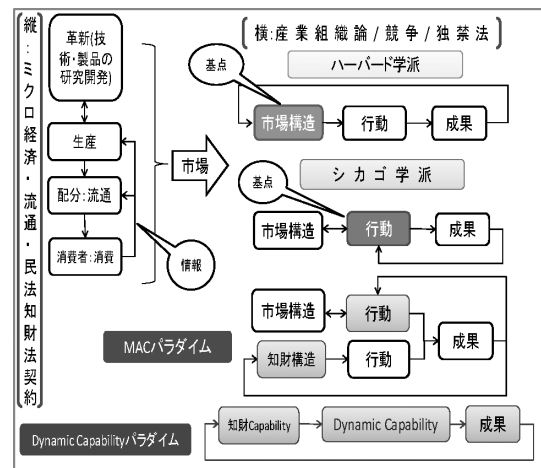 縦:ミクロ経済・流通・民法知財法契約
革新(技
術・製品の
研究開発)
生産
配分:流通
消費者:消費
情報
市場
横:産業組織論/競争/独禁法
ハーバード学派
基点
市場構造
行動
成果
シカゴ学派
基点
市場構造
行動
成果
市場構造
行動
知財構造
行動
成果
MACパラダイム
知財Capability
Dynamic Capability
成果
Dynamic Capabilityパラダイム